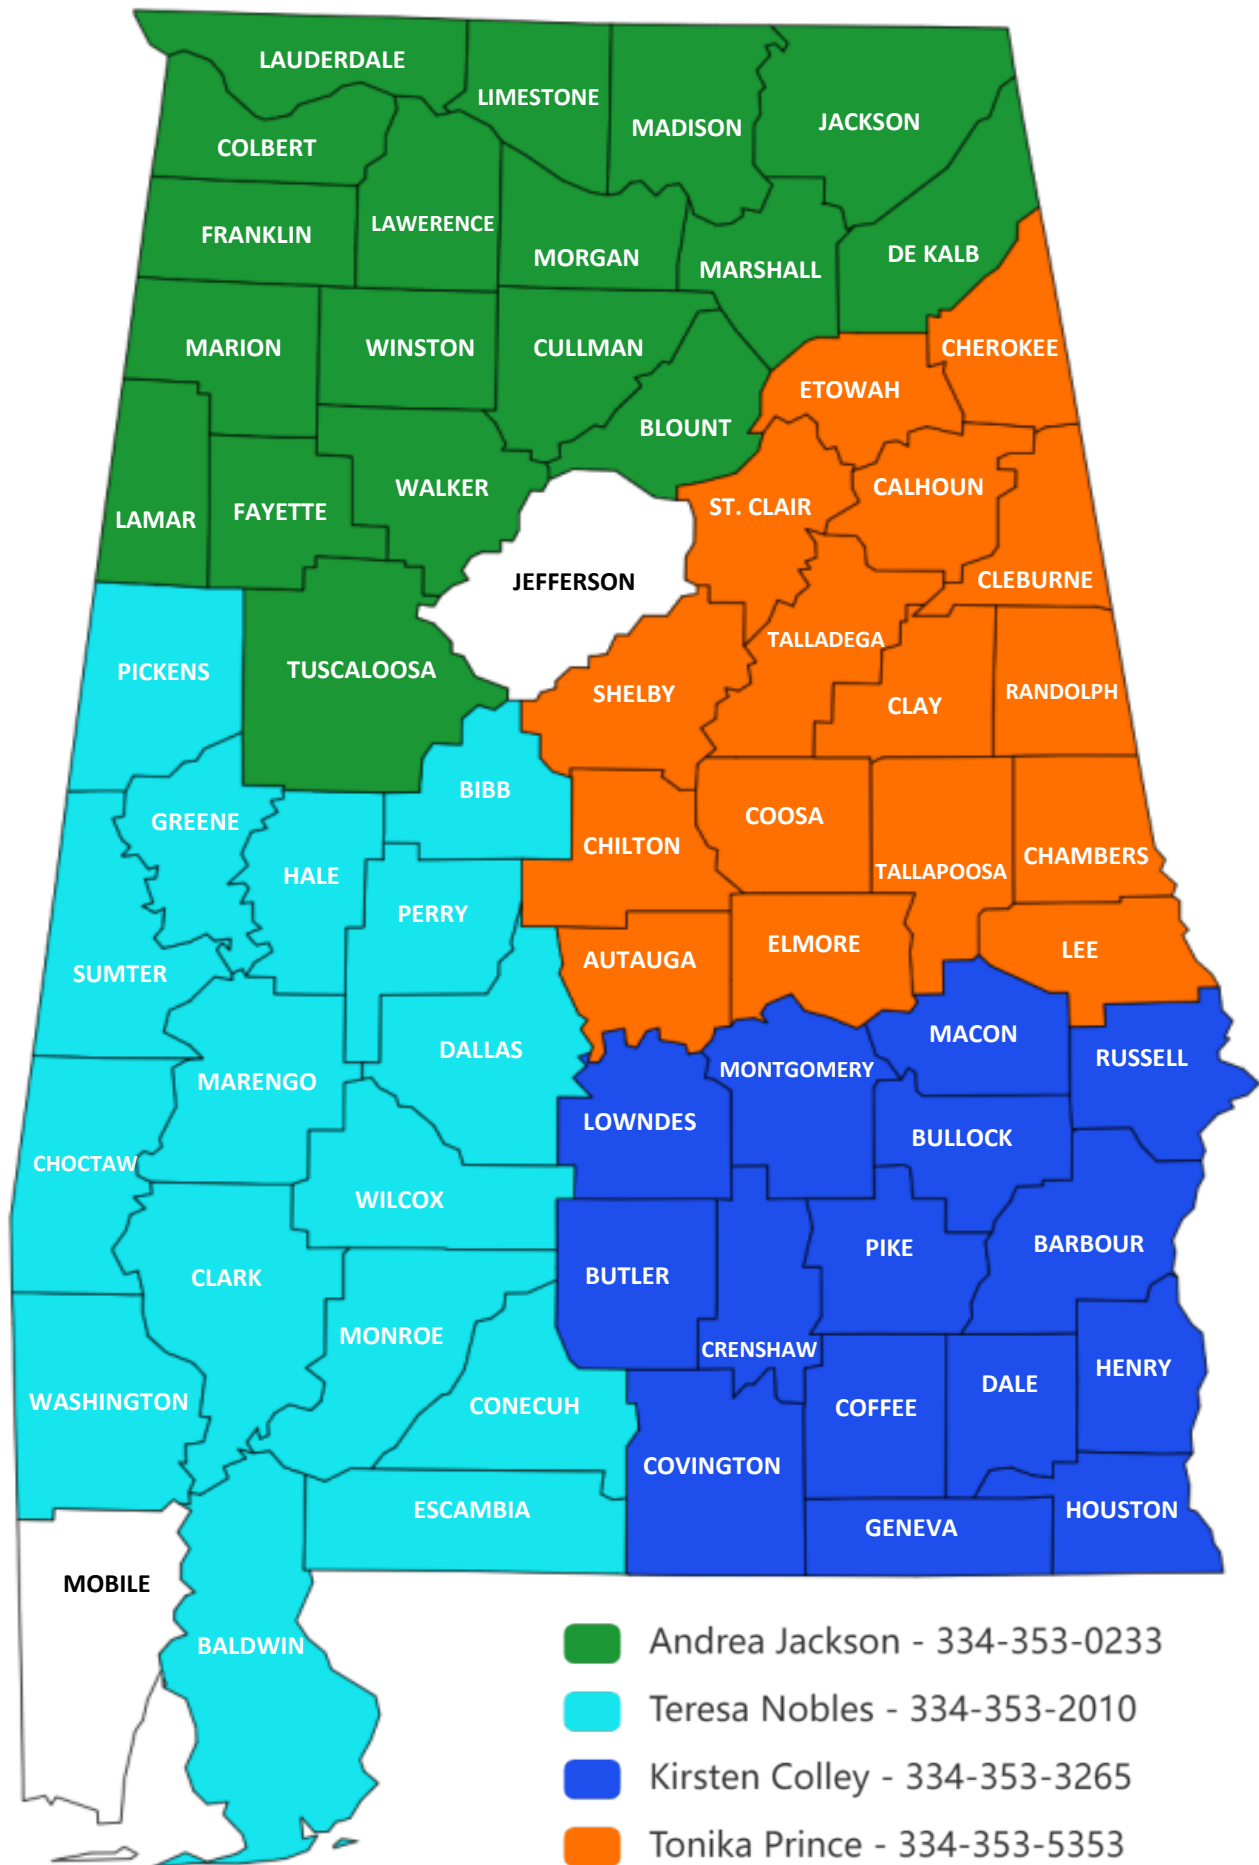 LAUDERDALE
LIMESTONE
MADISON
JACKSON
COLBERT
LAWERENCE
FRANKLIN
MORGAN
MARSHALL
DE KALB
MARION
WINSTON
CULLMAN
CHEROKEE
ETOWAH
BLOUNT
WALKER
CALHOUN
ST. CLAIR
FAYETTE
LAMAR
JEFFERSON
CLEBURNE
TALLADEGA
PICKENS
TUSCALOOSA
SHELBY
CLAY
RANDOLPH
BIBB
GREENE
COOSA
CHILTON
CHAMBERS
HALE
TALLAPOOSA
PERRY
ELMORE
LEE
AUTAUGA
SUMTER
MACON
DALLAS
RUSSELL
MONTGOMERY
MARENGO
LOWNDES
BULLOCK
CHOCTAW
WILCOX
PIKE
BARBOUR
CLARK
BUTLER
MONROE
CRENSHAW
HENRY
DALE
WASHINGTON
CONECUH
COFFEE
COVINGTON
ESCAMBIA
HOUSTON
GENEVA
MOBILE
BALDWIN
Andrea Jackson - 334-353-0233
Teresa Nobles - 334-353-2010
Kirsten Colley - 334-353-3265
Tonika Prince - 334-353-5353